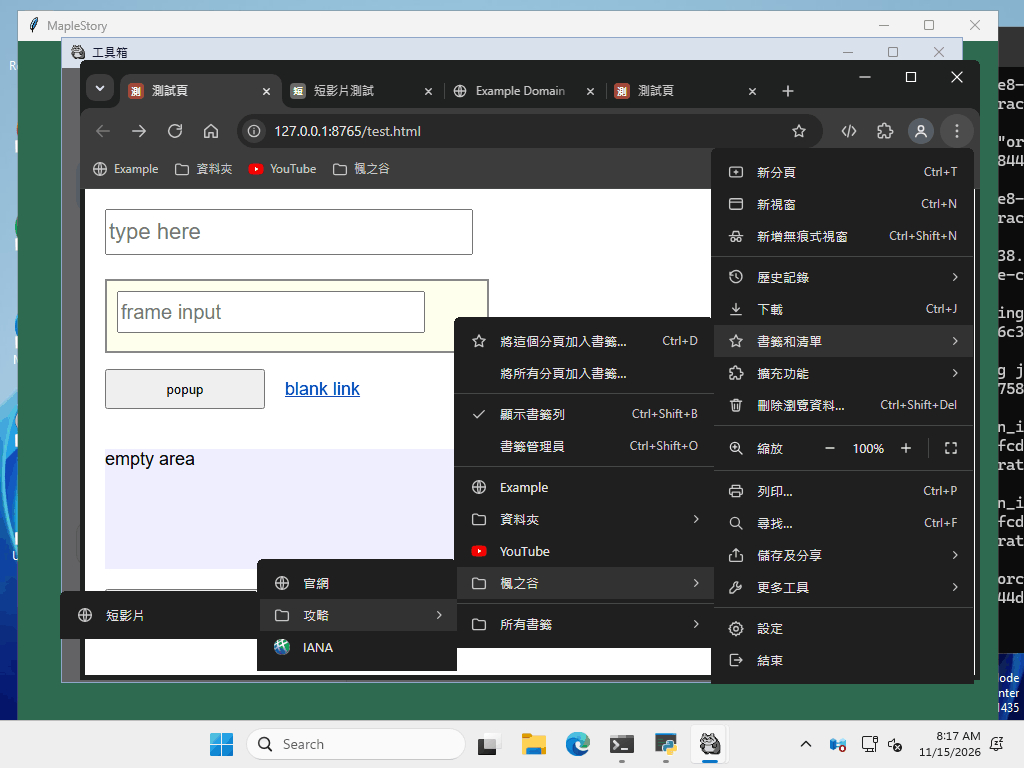 MapleStory
工具箱
測試頁
短影片測試
Example Domain
測試頁
127.0.0.1:8765/test.html
Example
資料夾
YouTube
楓之谷
type here
frame input
popup
blank link
empty area
新分頁 Ctrl+T
新視窗 Ctrl+N
新增無痕式視窗 Ctrl+Shift+N
歷史記錄
下載 Ctrl+J
書籤和清單
擴充功能
刪除瀏覽資料... Ctrl+Shift+Del
縮放 − 100% +
列印... Ctrl+P
尋找... Ctrl+F
儲存及分享
更多工具
設定
結束
將這個分頁加入書籤... Ctrl+D
將所有分頁加入書籤...
顯示書籤列 Ctrl+Shift+B
書籤管理員 Ctrl+Shift+O
Example
資料夾
YouTube
楓之谷
所有書籤
官網
攻略
IANA
短影片
Search
8:17 AM
11/15/2026